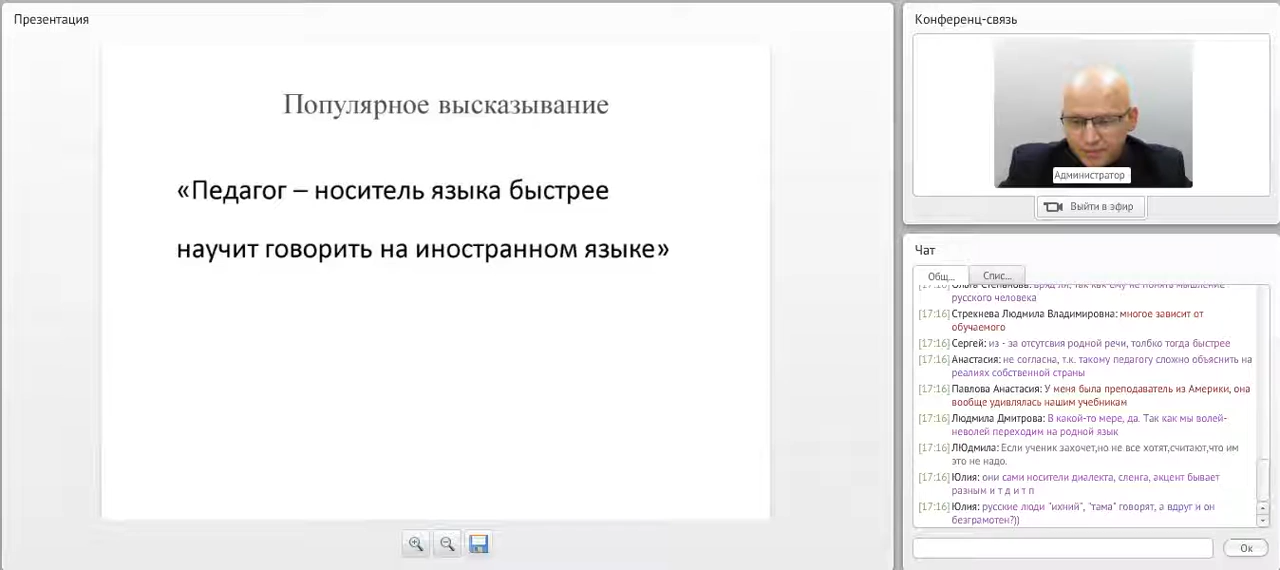 Презентация
Популярное высказывание
«Педагог – носитель языка быстрее
научит говорить на иностранном языке»
Конференц-связь
Администратор
Выйти в эфир
Чат
Общ...
Спис...
русского человека
[17:16] Стрекнева Людмила Владимировна: многое зависит от
обучаемого
[17:16] Сергей: из - за отсутсвия родной речи, толбко тогда быстрее
[17:16] Анастасия: не согласна, т.к. такому педагогу сложно объяснить на
реалиях собственной страны
[17:16] Павлова Анастасия: У меня была преподаватель из Америки, она
вообще удивлялась нашим учебникам
[17:16] Людмила Дмитрова: В какой-то мере, да. Так как мы волей-
неволей переходим на родной язык
[17:16] ЛЮдмила: Если ученик захочет,но не все хотят,считают,что им
это не надо.
[17:16] Юлия: они сами носители диалекта, сленга, акцент бывает
разным и т д и т п
[17:16] Юлия: русские люди "ихний", "тама" говорят, а вдруг и он
безграмотен?))
Ок